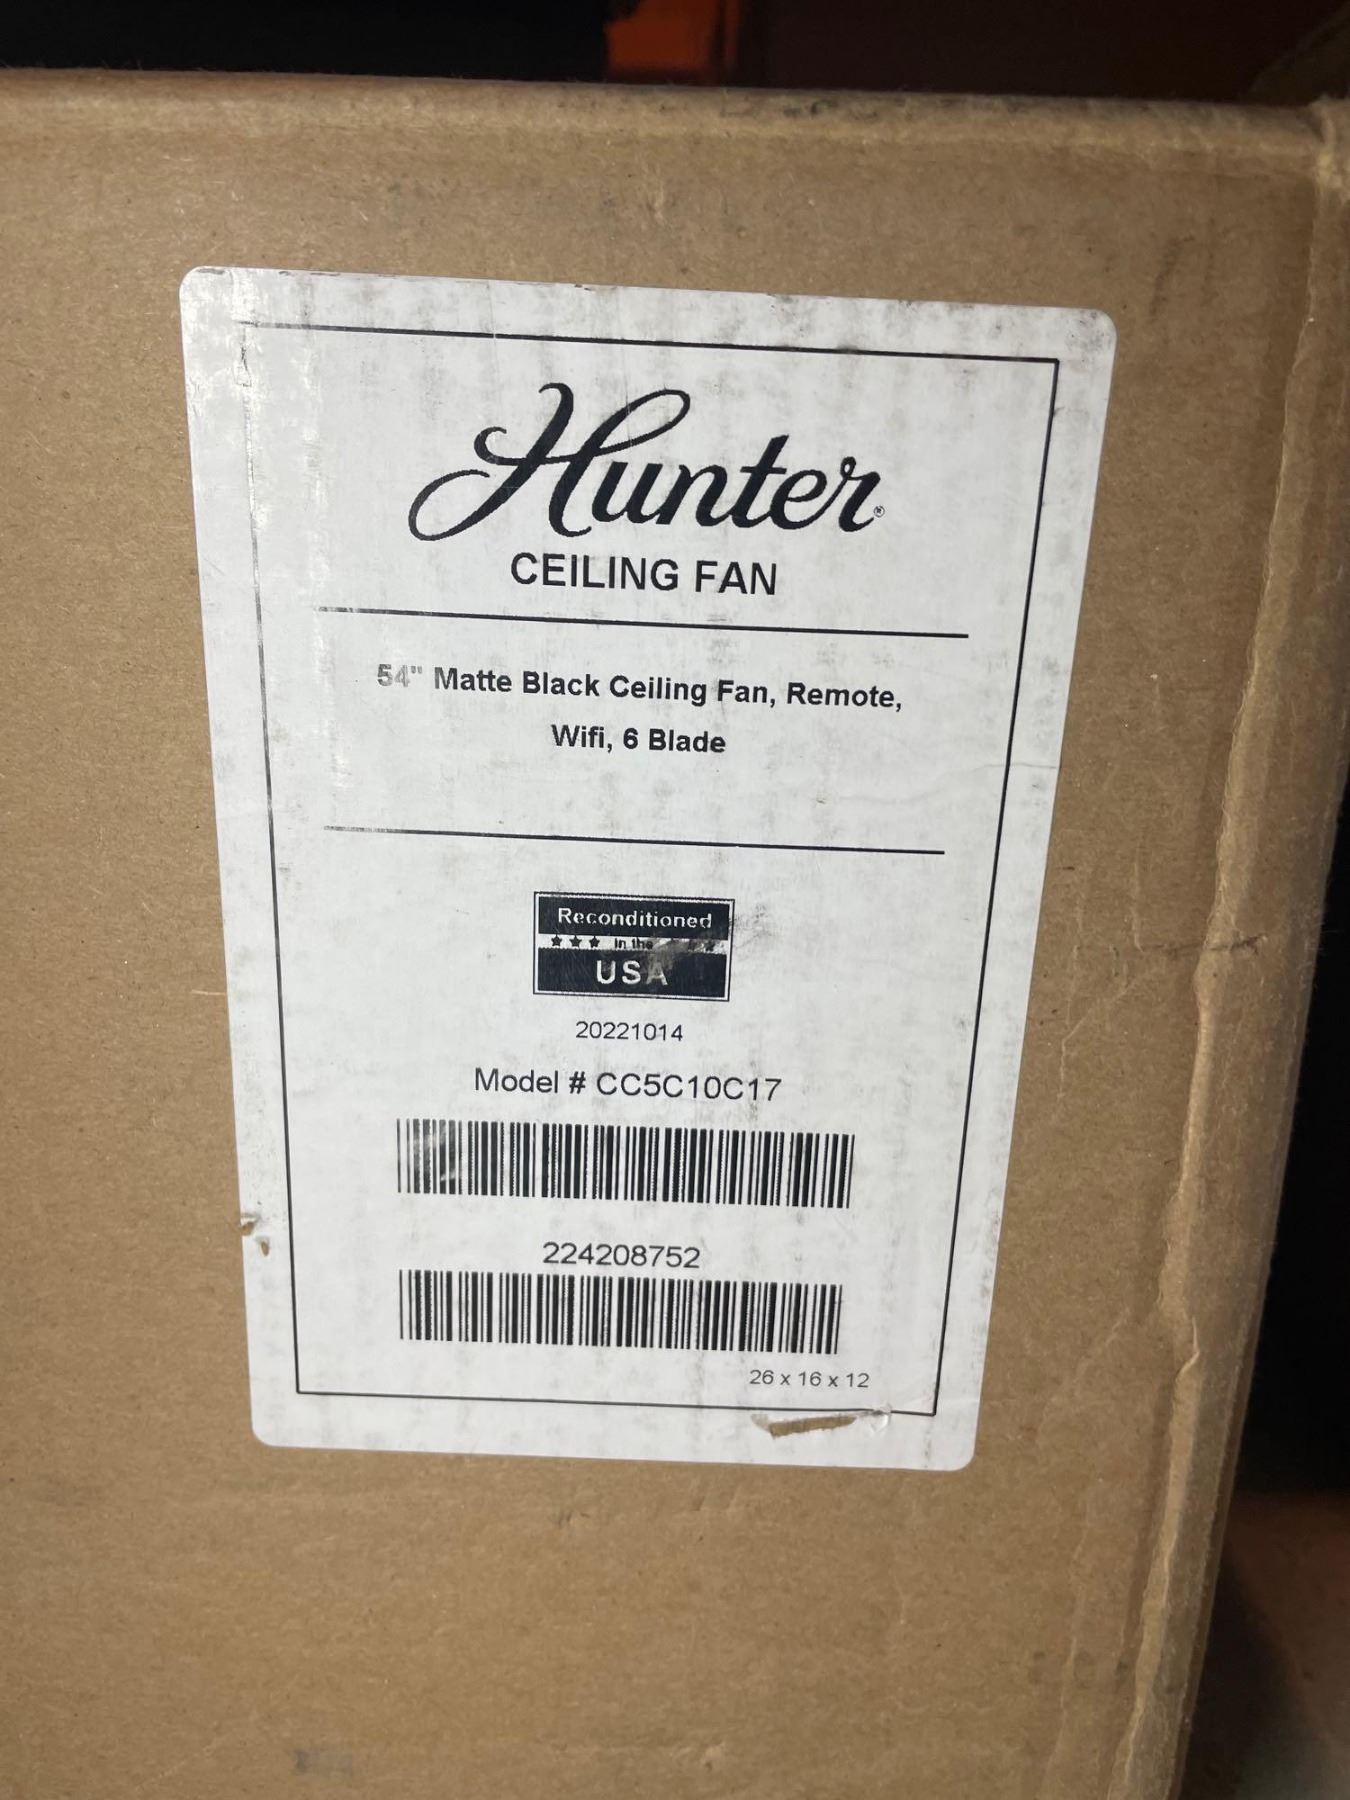 Hunter®
CEILING FAN
54" Matte Black Ceiling Fan, Remote,
Wifi, 6 Blade
Reconditioned
in the
USA
20221014
Model # CC5C10C17
224208752
26 x 16 x 12